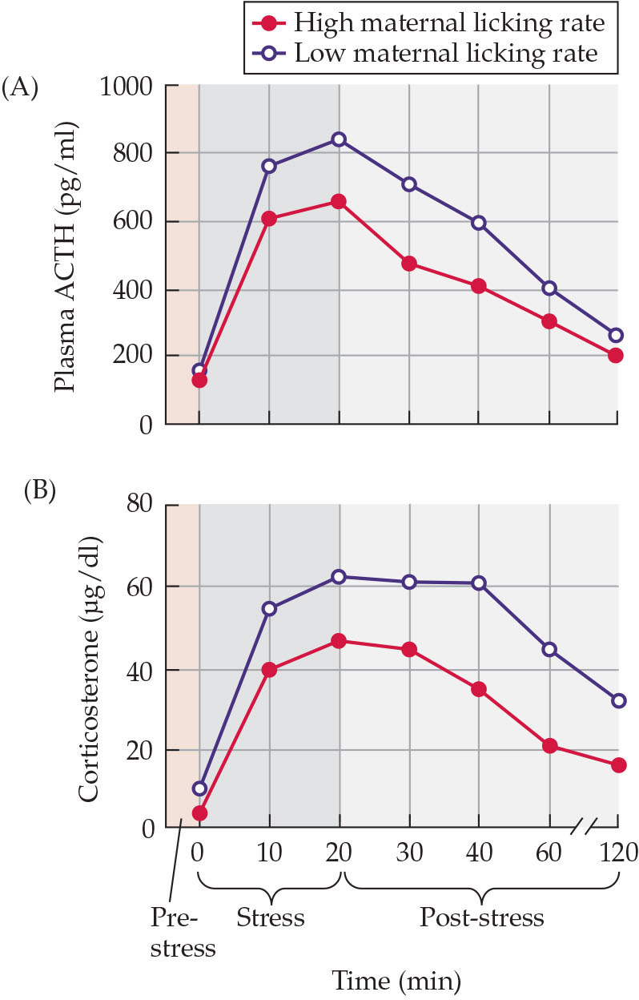 High maternal licking rate
Low maternal licking rate
(A)
Plasma ACTH (pg/ml)
1000
800
600
400
200
0
(B)
Corticosterone (µg/dl)
80
60
40
20
0
0 10 20 30 40 60 120
Pre-
stress
Stress
Post-stress
Time (min)